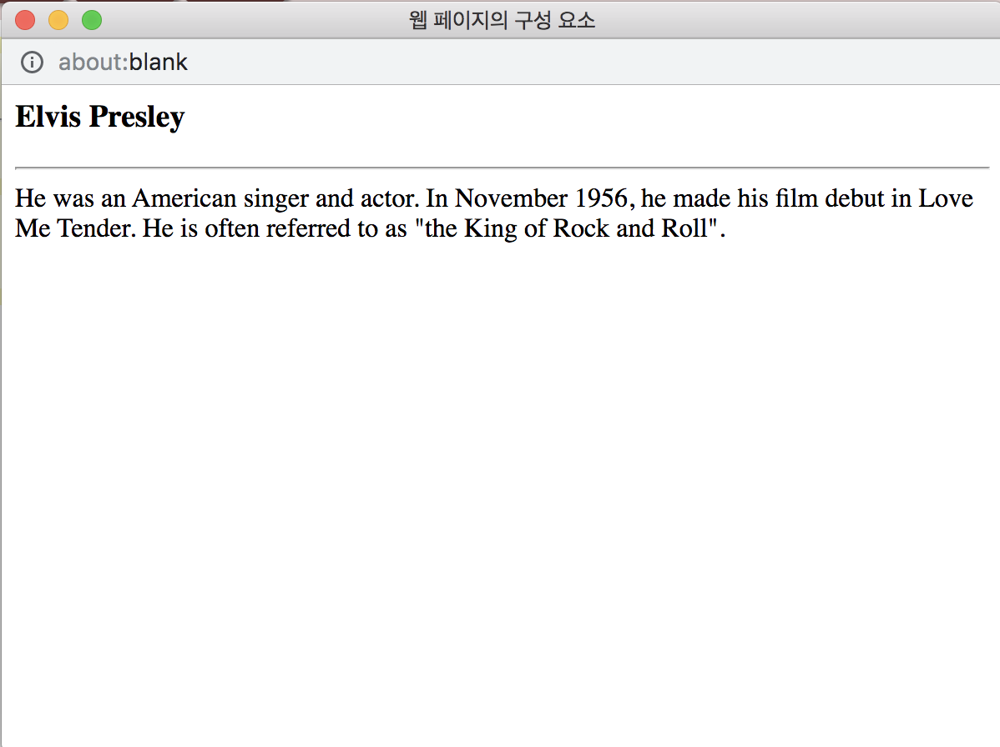 웹 페이지의 구성 요소
about:blank
Elvis Presley
He was an American singer and actor. In November 1956, he made his film debut in Love
Me Tender. He is often referred to as "the King of Rock and Roll".